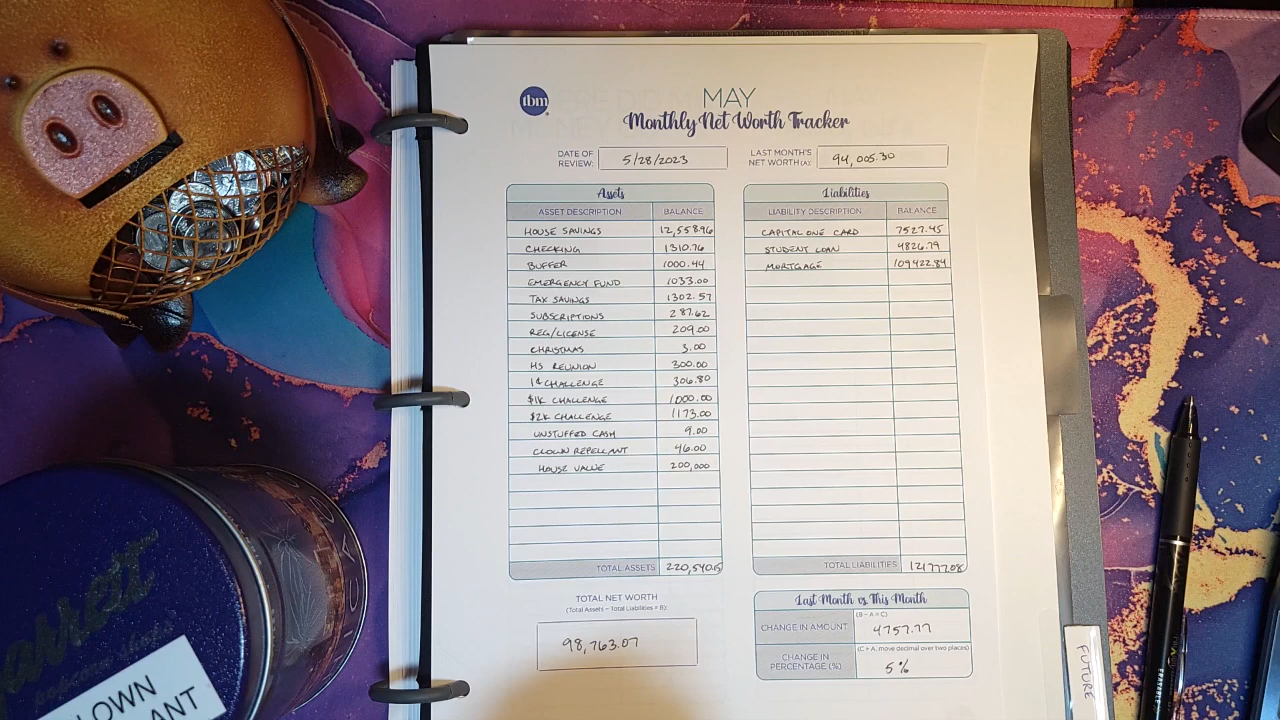 tbm
MAY
Monthly Net Worth Tracker
DATE OF REVIEW: 5/28/2023
LAST MONTH'S NET WORTH (A): 94,005.30
Assets
ASSET DESCRIPTION BALANCE
HOUSE SAVINGS 12,558.96
CHECKING 1310.76
BUFFER 1000.44
EMERGENCY FUND 1033.00
TAX SAVINGS 1302.57
SUBSCRIPTIONS 287.62
REG/LICENSE 209.00
CHRISTMAS 3.00
HS REUNION 300.00
1¢ CHALLENGE 306.80
$1K CHALLENGE 1000.00
$2K CHALLENGE 1173.00
UNSTUFFED CASH 9.00
CLOWN REPELLANT 46.00
HOUSE VALUE 200,000
TOTAL ASSETS 220,540.15
Liabilities
LIABILITY DESCRIPTION BALANCE
CAPITAL ONE CARD 7527.45
STUDENT LOAN 4826.79
MORTGAGE 109422.84
TOTAL LIABILITIES 121777.08
TOTAL NET WORTH
(Total Assets - Total Liabilities = B)
98,763.07
Last Month vs. This Month
(B - A = C)
CHANGE IN AMOUNT 4757.77
(C ÷ A, move decimal over two places)
CHANGE IN PERCENTAGE (%) 5%
FUTURE
Garrett
LOWN
ANT